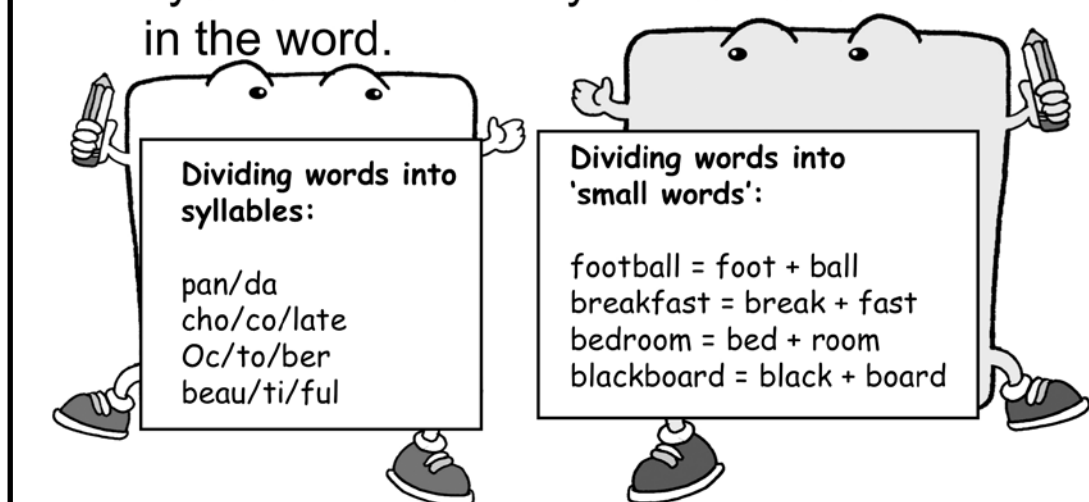 in the word.
Dividing words into
syllables:
pan/da
cho/co/late
Oc/to/ber
beau/ti/ful
Dividing words into
‘small words’:
football = foot + ball
breakfast = break + fast
bedroom = bed + room
blackboard = black + board